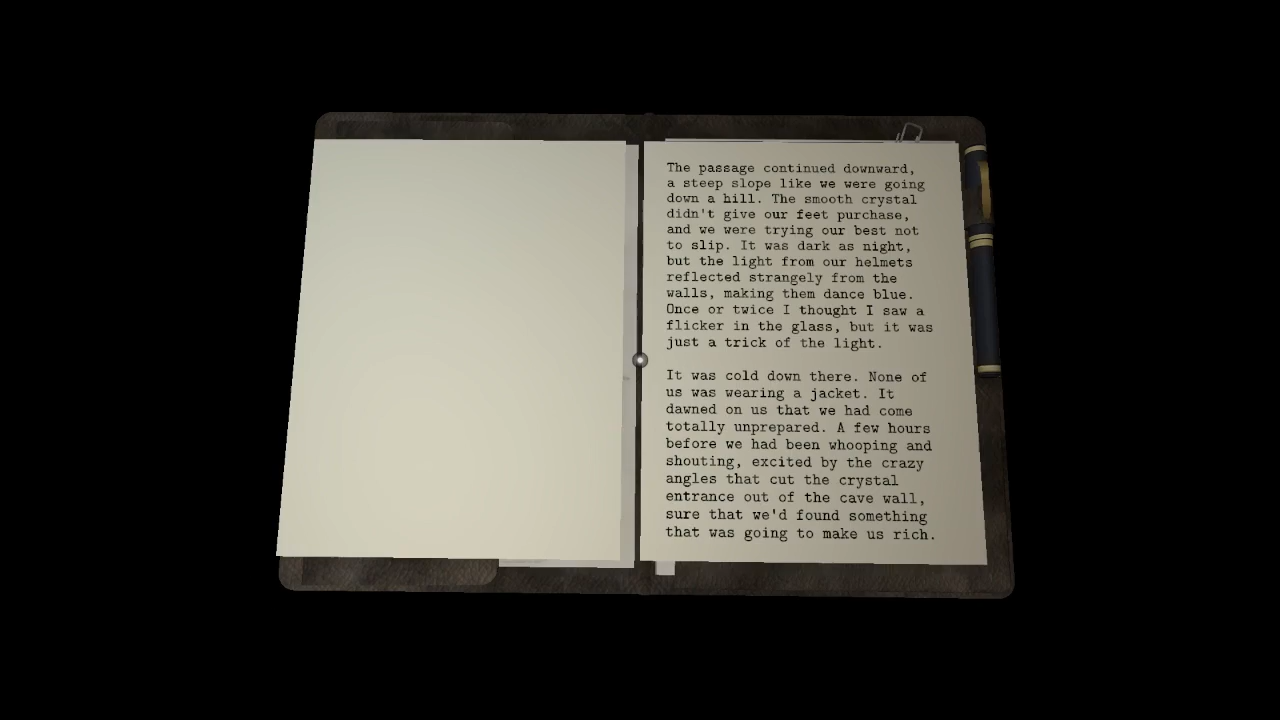 The passage continued downward,
a steep slope like we were going
down a hill. The smooth crystal
didn't give our feet purchase,
and we were trying our best not
to slip. It was dark as night,
but the light from our helmets
reflected strangely from the
walls, making them dance blue.
Once or twice I thought I saw a
flicker in the glass, but it was
just a trick of the light.
It was cold down there. None of
us was wearing a jacket. It
dawned on us that we had come
totally unprepared. A few hours
before we had been whooping and
shouting, excited by the crazy
angles that cut the crystal
entrance out of the cave wall,
sure that we'd found something
that was going to make us rich.